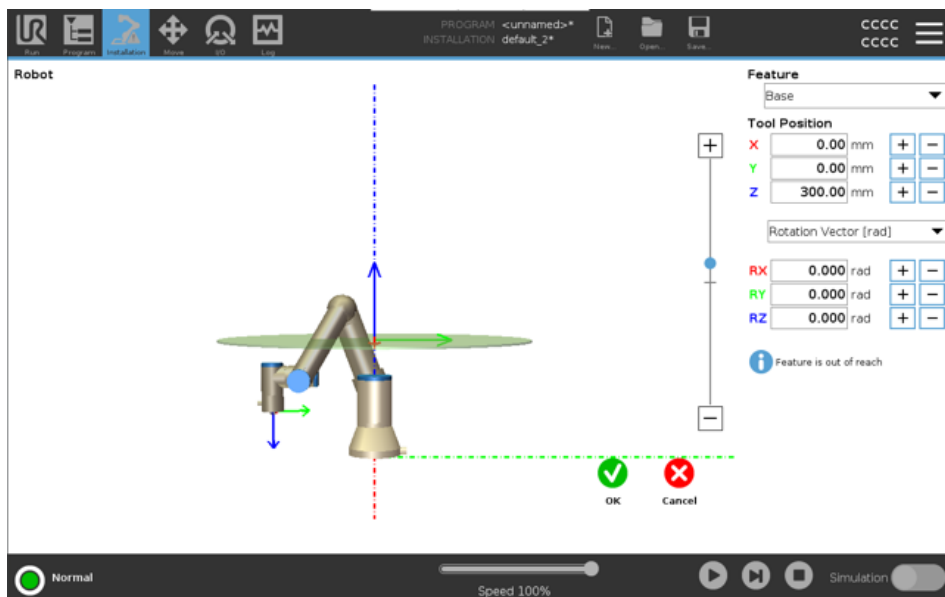 UR
PROGRAM <unnamed>*
INSTALLATION default_2*
Run
Program
Installation
Move
I/O
Log
New...
Open...
Save...
cccc
cccc
Robot
Feature
Base
Tool Position
X 0.00 mm + −
Y 0.00 mm + −
Z 300.00 mm + −
Rotation Vector [rad]
RX 0.000 rad + −
RY 0.000 rad + −
RZ 0.000 rad + −
i Feature is out of reach
+
−
OK
Cancel
Normal
Speed 100%
Simulation